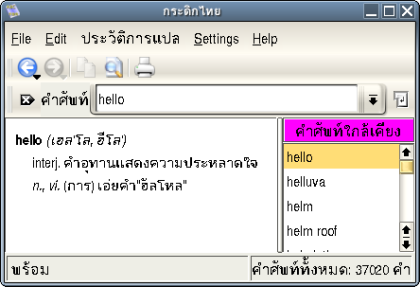 กระดิกไทย
File Edit ประวัติการแปล Settings Help
คำศัพท์ hello
คำศัพท์ใกล้เคียง
hello (เฮล'โล, ฮีโล')
interj. คำอุทานแสดงความประหลาดใจ
n., vi. (การ) เอ่ยคำ"ฮัลโหล"
hello
helluva
helm
helm roof
พร้อม
คำศัพท์ทั้งหมด: 37020 คำ